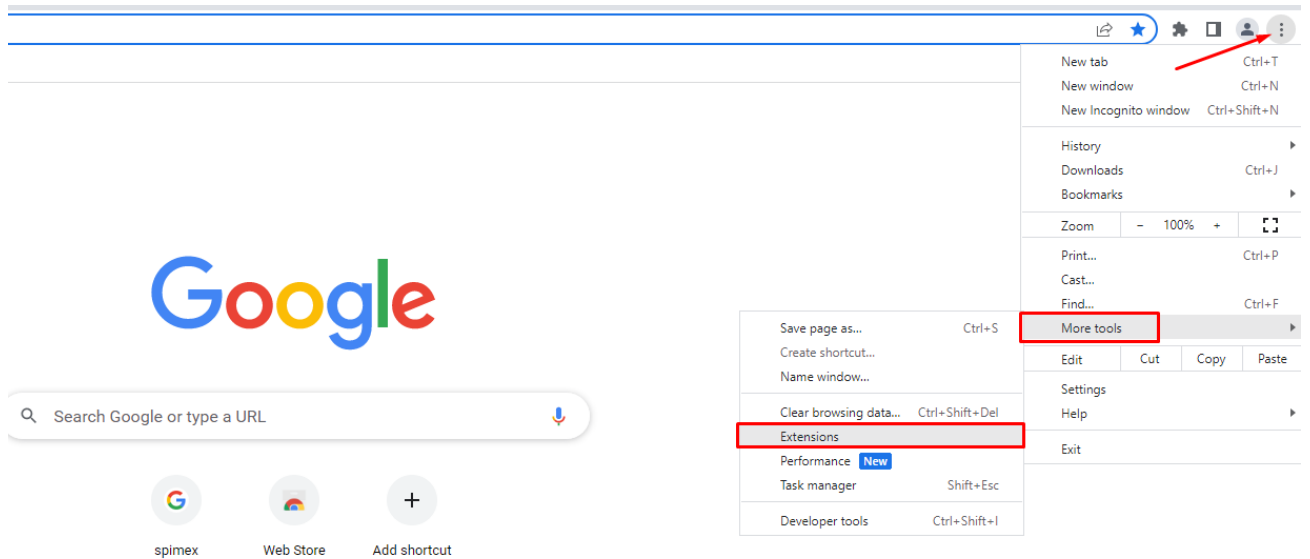 New tab Ctrl+T
New window Ctrl+N
New Incognito window Ctrl+Shift+N
History
Downloads Ctrl+J
Bookmarks
Zoom - 100% +
Print... Ctrl+P
Cast...
Find... Ctrl+F
More tools
Edit Cut Copy Paste
Settings
Help
Exit
Save page as... Ctrl+S
Create shortcut...
Name window...
Clear browsing data... Ctrl+Shift+Del
Extensions
Performance New
Task manager Shift+Esc
Developer tools Ctrl+Shift+I
Google
Search Google or type a URL
G
spimex
Web Store
Add shortcut